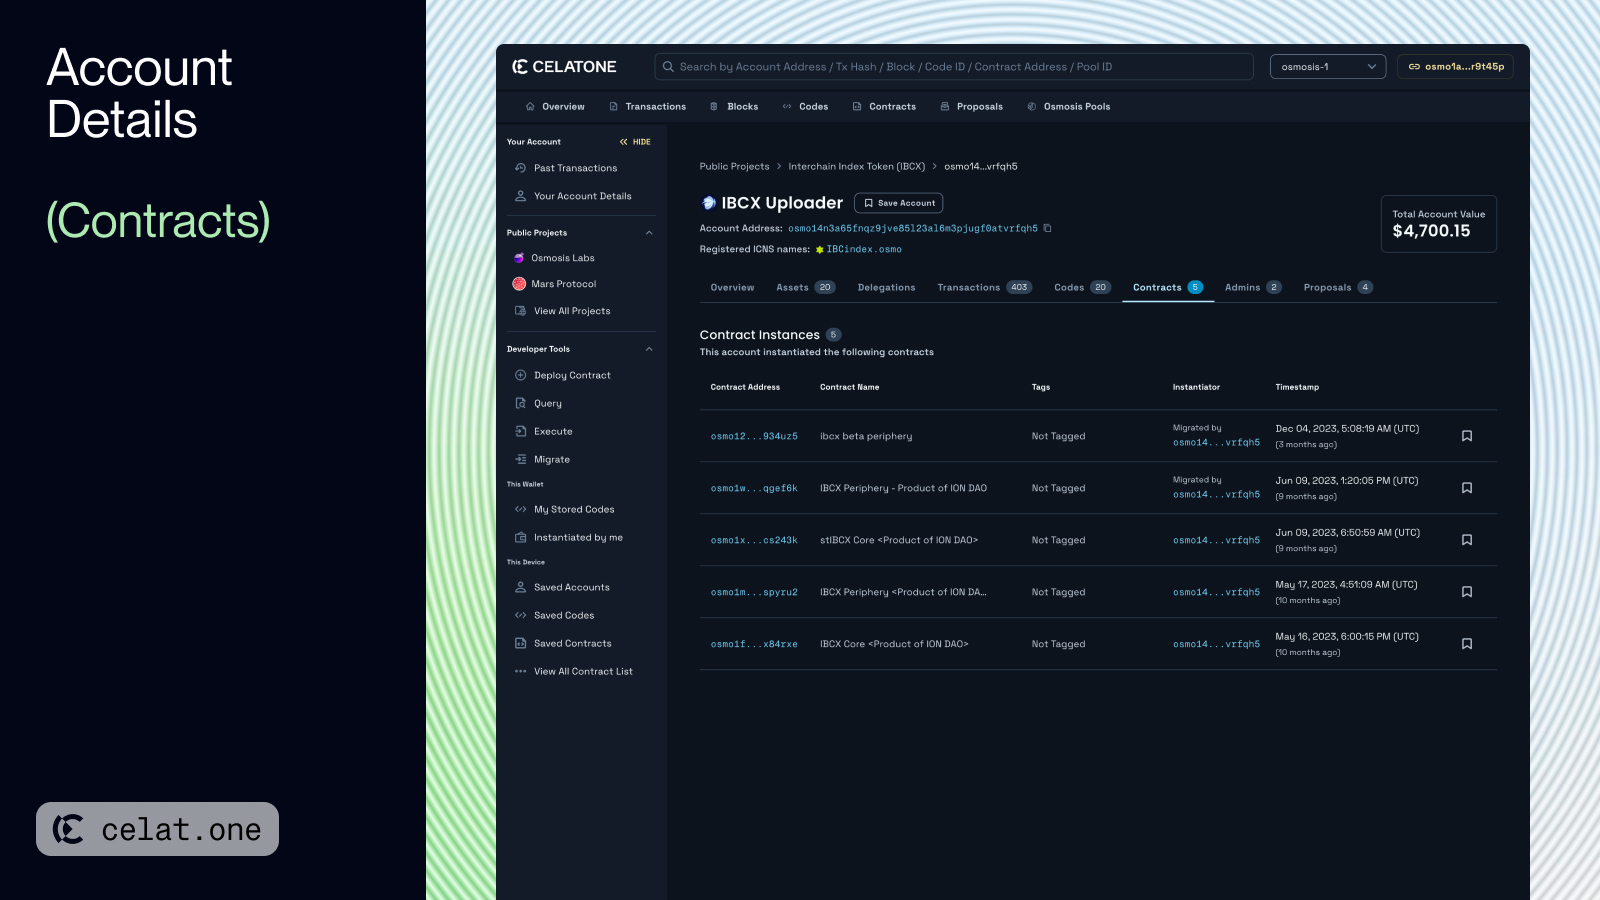 Account
Details
(Contracts)
celat.one
CELATONE
Search by Account Address / Tx Hash / Block / Code ID / Contract Address / Pool ID
osmosis-1
osmo1a...r9t45p
Overview Transactions Blocks Codes Contracts Proposals Osmosis Pools
Your Account HIDE
Past Transactions
Your Account Details
Public Projects
Osmosis Labs
Mars Protocol
View All Projects
Developer Tools
Deploy Contract
Query
Execute
Migrate
This Wallet
My Stored Codes
Instantiated by me
This Device
Saved Accounts
Saved Codes
Saved Contracts
View All Contract List
Public Projects > Interchain Index Token (IBCX) > osmo14...vrfqh5
IBCX Uploader Save Account
Account Address: osmo14n3a65fnqz9jve85l23al6m3pjugf0atvrfqh5
Registered ICNS names: IBCindex.osmo
Total Account Value
$4,700.15
Overview Assets 20 Delegations Transactions 403 Codes 20 Contracts 5 Admins 2 Proposals 4
Contract Instances 5
This account instantiated the following contracts
Contract Address Contract Name Tags Instantiator Timestamp
osmo12...934uz5 ibcx beta periphery Not Tagged Migrated by osmo14...vrfqh5 Dec 04, 2023, 5:08:19 AM (UTC)
(3 months ago)
osmo1w...qgef6k IBCX Periphery - Product of ION DAO Not Tagged Migrated by osmo14...vrfqh5 Jun 09, 2023, 1:20:05 PM (UTC)
(9 months ago)
osmo1x...cs243k stIBCX Core <Product of ION DAO> Not Tagged osmo14...vrfqh5 Jun 09, 2023, 6:50:59 AM (UTC)
(9 months ago)
osmo1m...spyru2 IBCX Periphery <Product of ION DA... Not Tagged osmo14...vrfqh5 May 17, 2023, 4:51:09 AM (UTC)
(10 months ago)
osmo1f...x84rxe IBCX Core <Product of ION DAO> Not Tagged osmo14...vrfqh5 May 16, 2023, 6:00:15 PM (UTC)
(10 months ago)